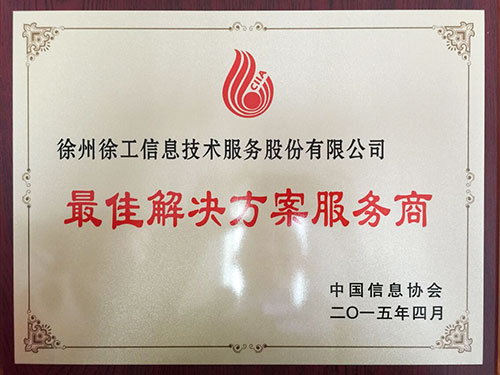 CIIA
徐州徐工信息技术服务股份有限公司
最佳解决方案服务商
中国信息协会
二〇一五年四月